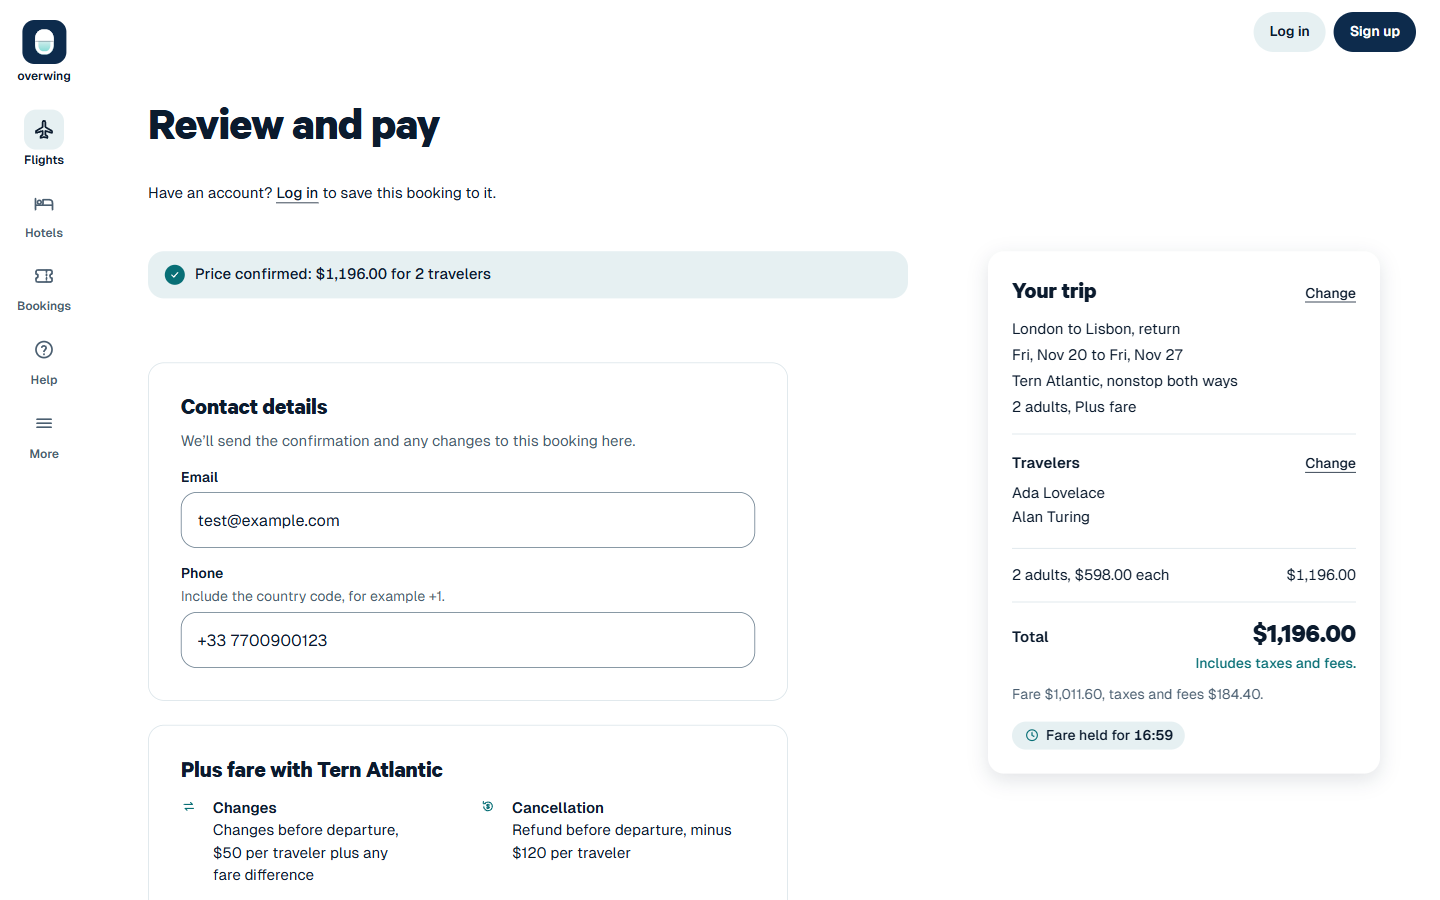 overwing
Flights
Hotels
Bookings
Help
More
Log in
Sign up
Review and pay
Have an account? Log in to save this booking to it.
Price confirmed: $1,196.00 for 2 travelers
Contact details
We'll send the confirmation and any changes to this booking here.
Email
test@example.com
Phone
Include the country code, for example +1.
+33 7700900123
Plus fare with Tern Atlantic
Changes
Changes before departure,
$50 per traveler plus any
fare difference
Cancellation
Refund before departure, minus
$120 per traveler
Your trip
Change
London to Lisbon, return
Fri, Nov 20 to Fri, Nov 27
Tern Atlantic, nonstop both ways
2 adults, Plus fare
Travelers
Change
Ada Lovelace
Alan Turing
2 adults, $598.00 each
$1,196.00
Total
$1,196.00
Includes taxes and fees.
Fare $1,011.60, taxes and fees $184.40.
Fare held for 16:59